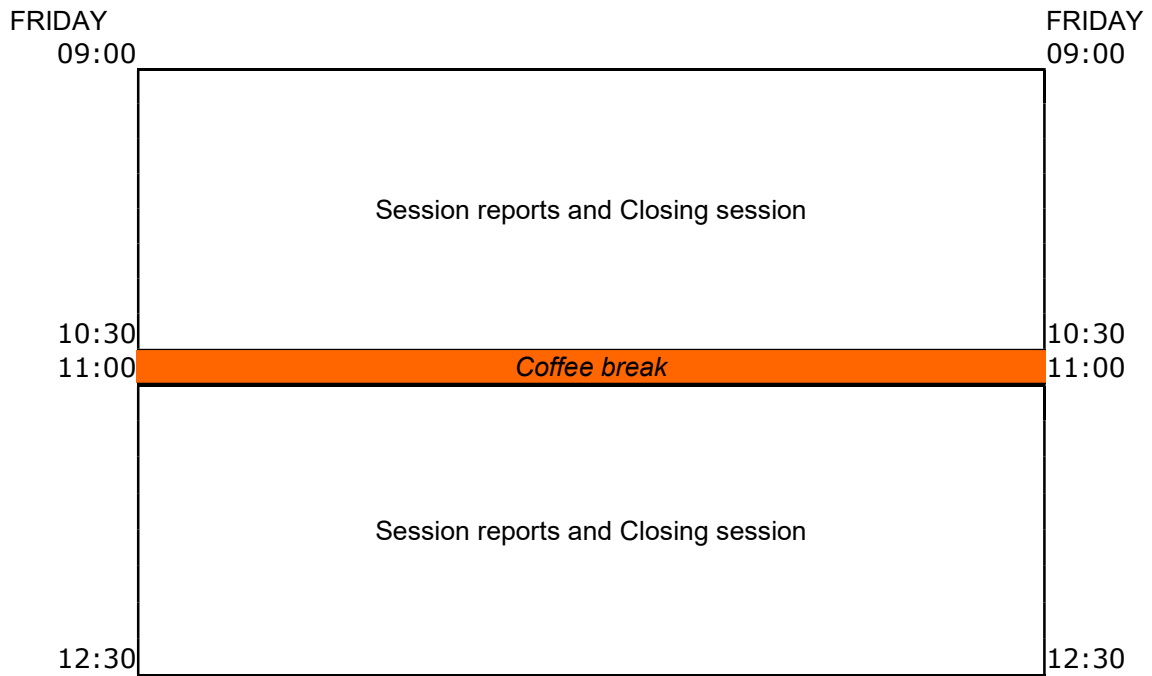 FRIDAY FRIDAY
09:00 09:00
Session reports and Closing session
10:30 10:30
11:00 Coffee break 11:00
Session reports and Closing session
12:30 12:30